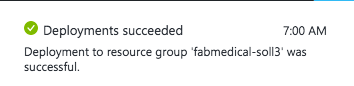 Deployments succeeded 7:00 AM
Deployment to resource group 'fabmedical-soll3' was
successful.